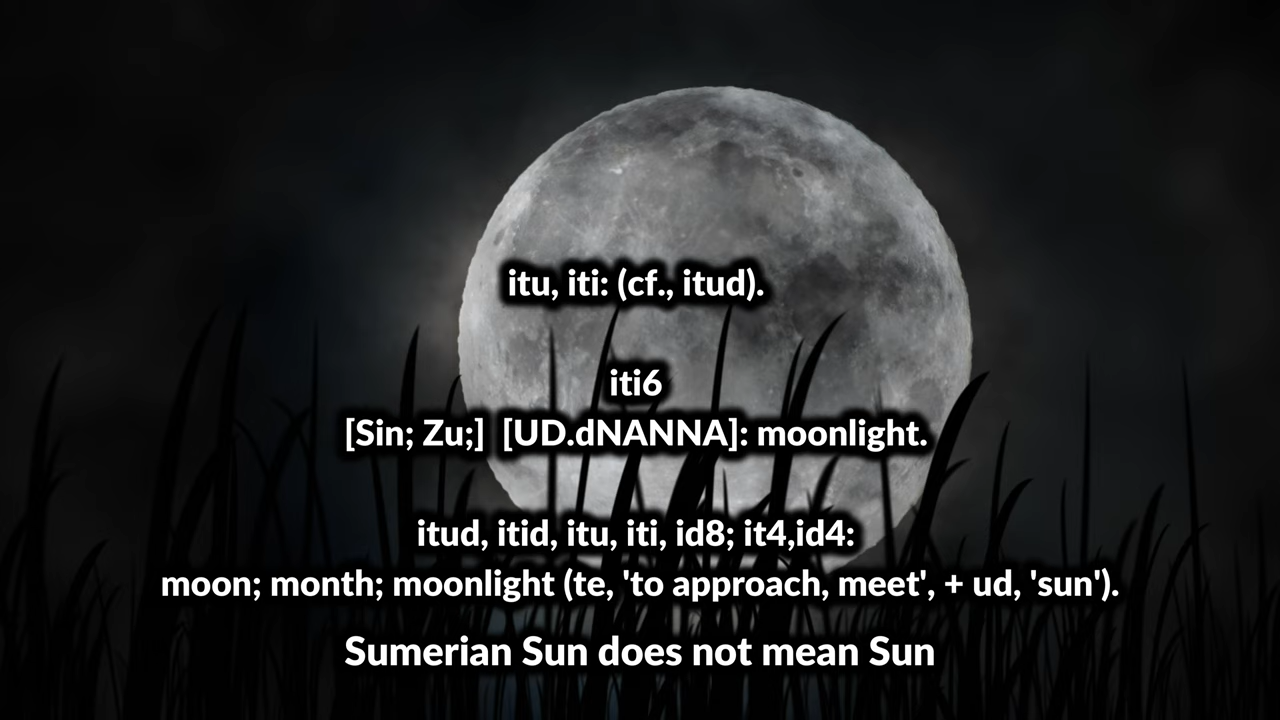 itu, iti: (cf., itud).
iti6
[Sin; Zu;] [UD.dNANNA]: moonlight.
itud, itid, itu, iti, id8; it4,id4:
moon; month; moonlight (te, 'to approach, meet', + ud, 'sun').
Sumerian Sun does not mean Sun